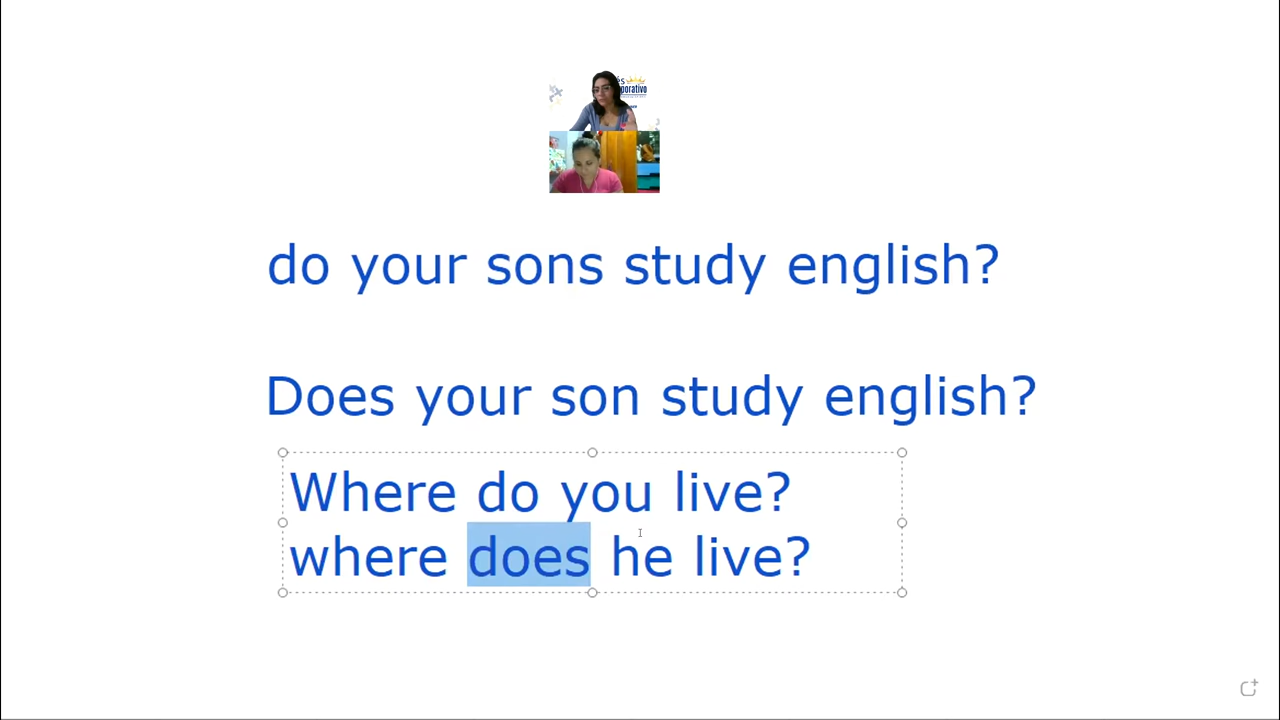 do your sons study english?
Does your son study english?
Where do you live?
where does he live?